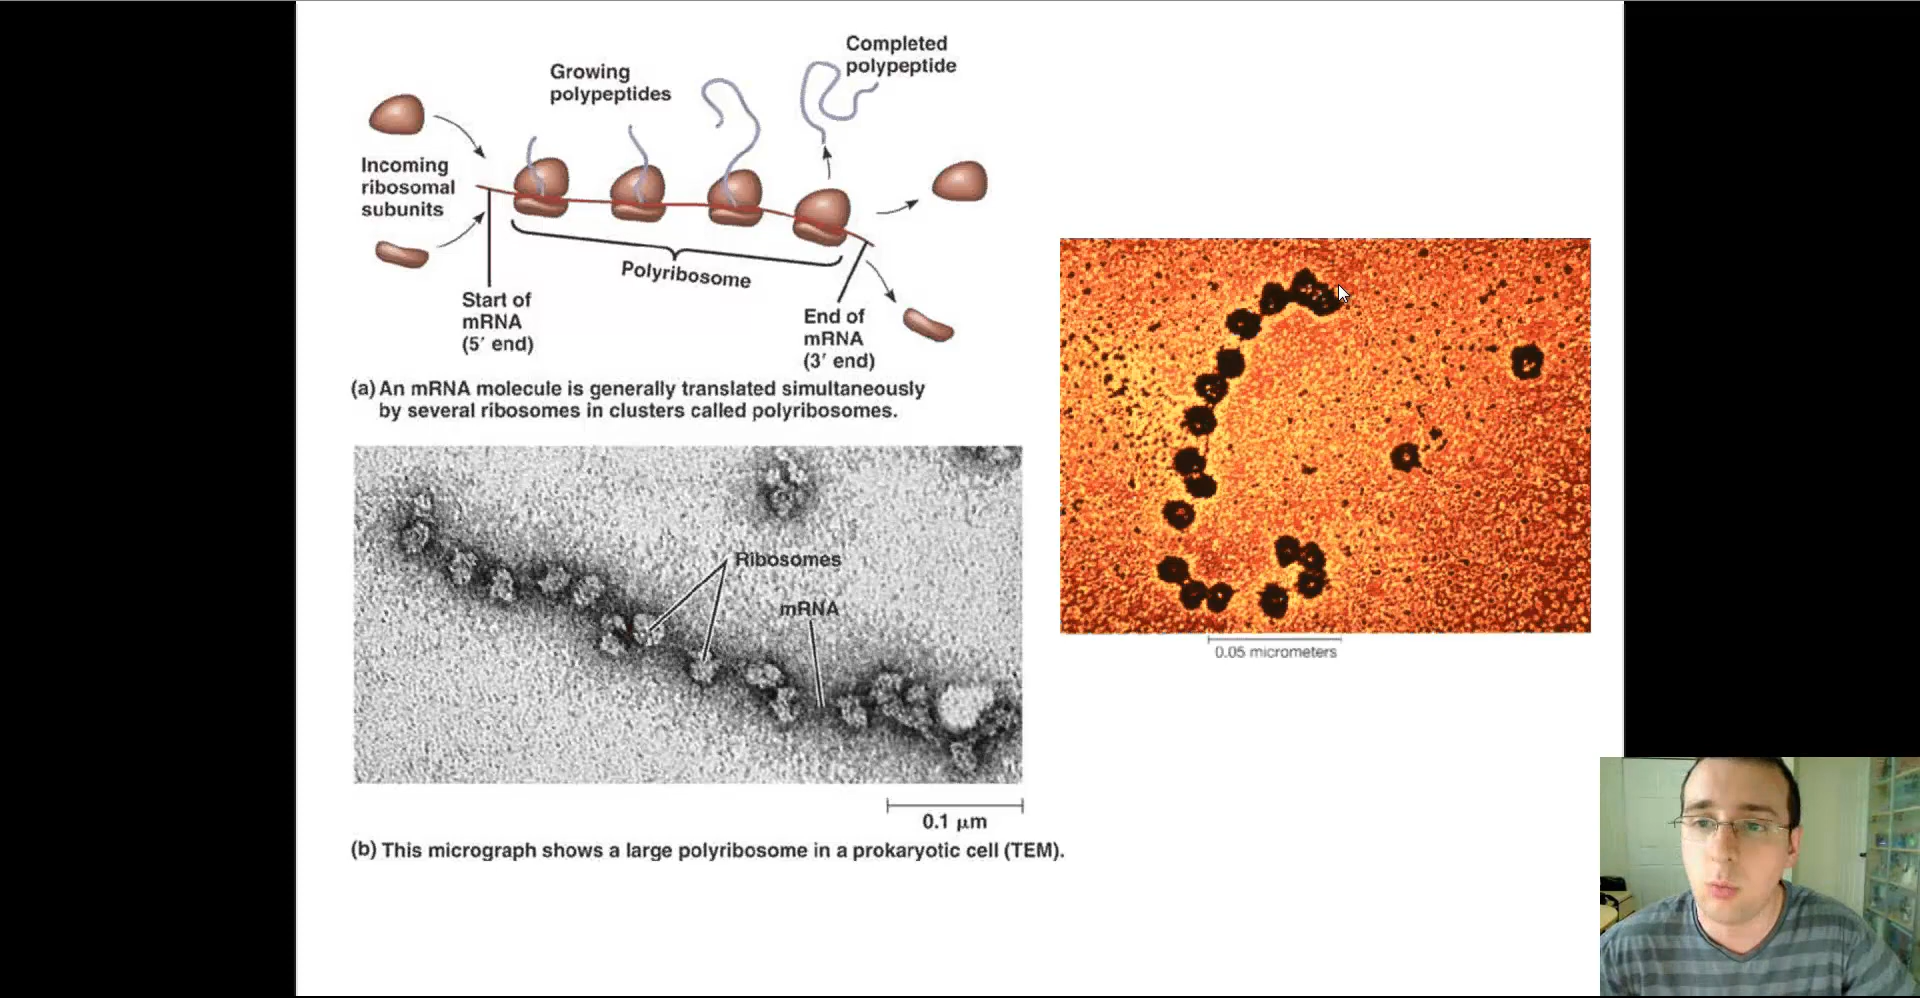 Completed
polypeptide
Growing
polypeptides
Incoming
ribosomal
subunits
Polyribosome
Start of
mRNA
(5′ end)
End of
mRNA
(3′ end)
(a) An mRNA molecule is generally translated simultaneously
by several ribosomes in clusters called polyribosomes.
Ribosomes
mRNA
0.1 µm
(b) This micrograph shows a large polyribosome in a prokaryotic cell (TEM).
0.05 micrometers